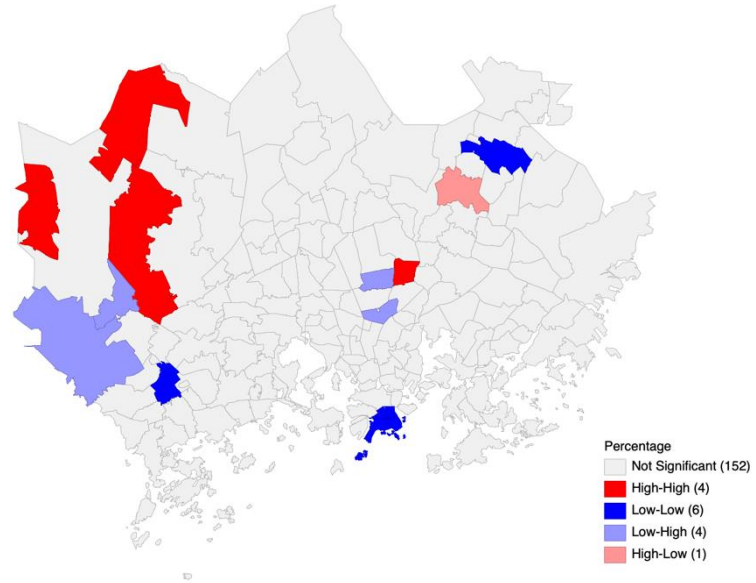 Percentage
Not Significant (152)
High-High (4)
Low-Low (6)
Low-High (4)
High-Low (1)